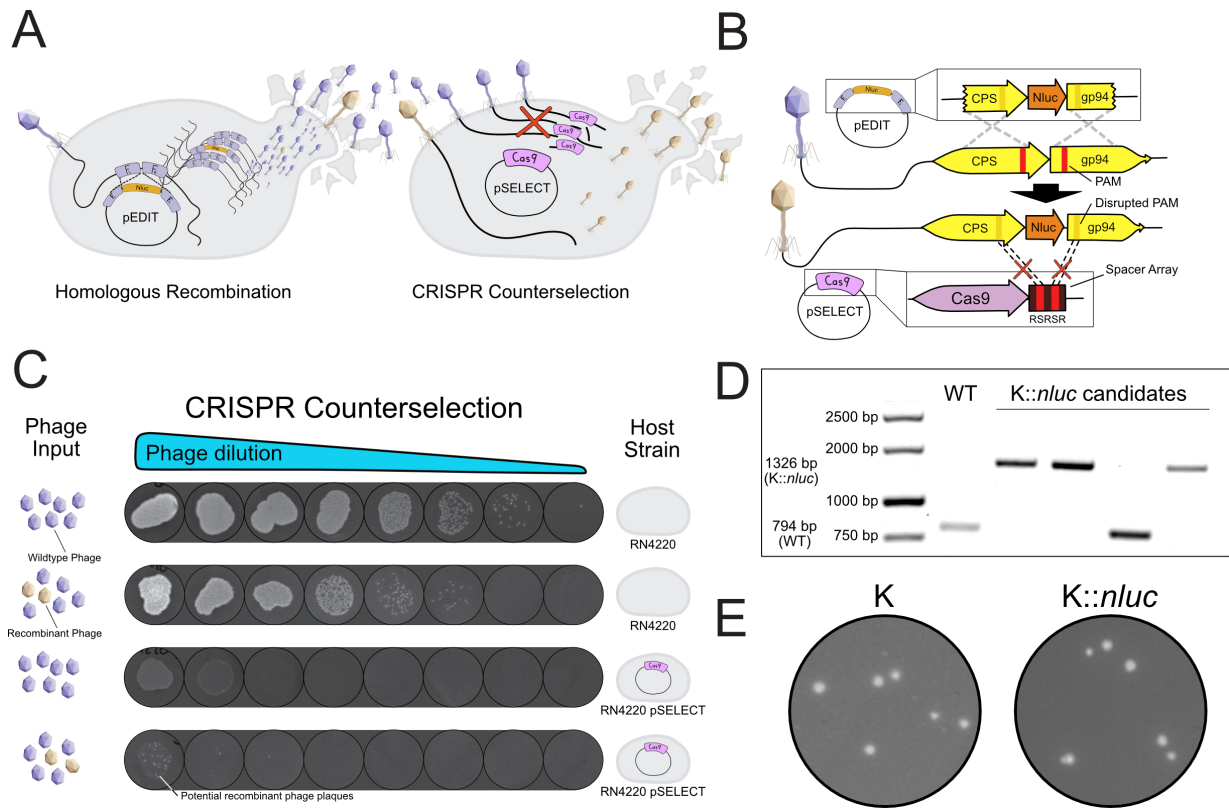 A
Nluc
pEDIT
Cas9
Cas9
Cas9
Cas9
pSELECT
Homologous Recombination
CRISPR Counterselection
B
Nluc
pEDIT
CPS
Nluc
gp94
CPS
gp94
PAM
Disrupted PAM
CPS
Nluc
gp94
Spacer Array
Cas9
pSELECT
Cas9
RSRSR
C
CRISPR Counterselection
Phage
Input
Phage dilution
Host
Strain
Wildtype Phage
RN4220
Recombinant Phage
RN4220
Cas9
RN4220 pSELECT
Cas9
RN4220 pSELECT
Potential recombinant phage plaques
D
WT
K::nluc candidates
2500 bp
2000 bp
1326 bp
(K::nluc)
1000 bp
794 bp
(WT)
750 bp
E
K
K::nluc